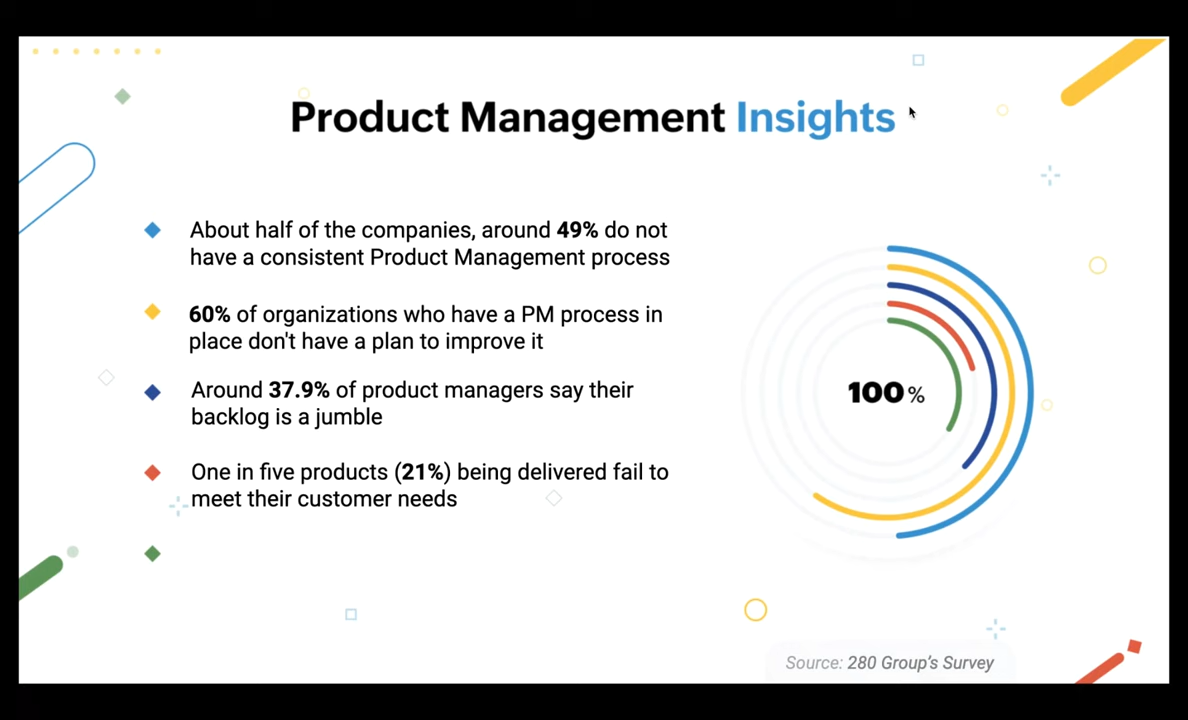 Product Management Insights
About half of the companies, around 49% do not
have a consistent Product Management process
60% of organizations who have a PM process in
place don't have a plan to improve it
Around 37.9% of product managers say their
backlog is a jumble
One in five products (21%) being delivered fail to
meet their customer needs
100%
Source: 280 Group's Survey